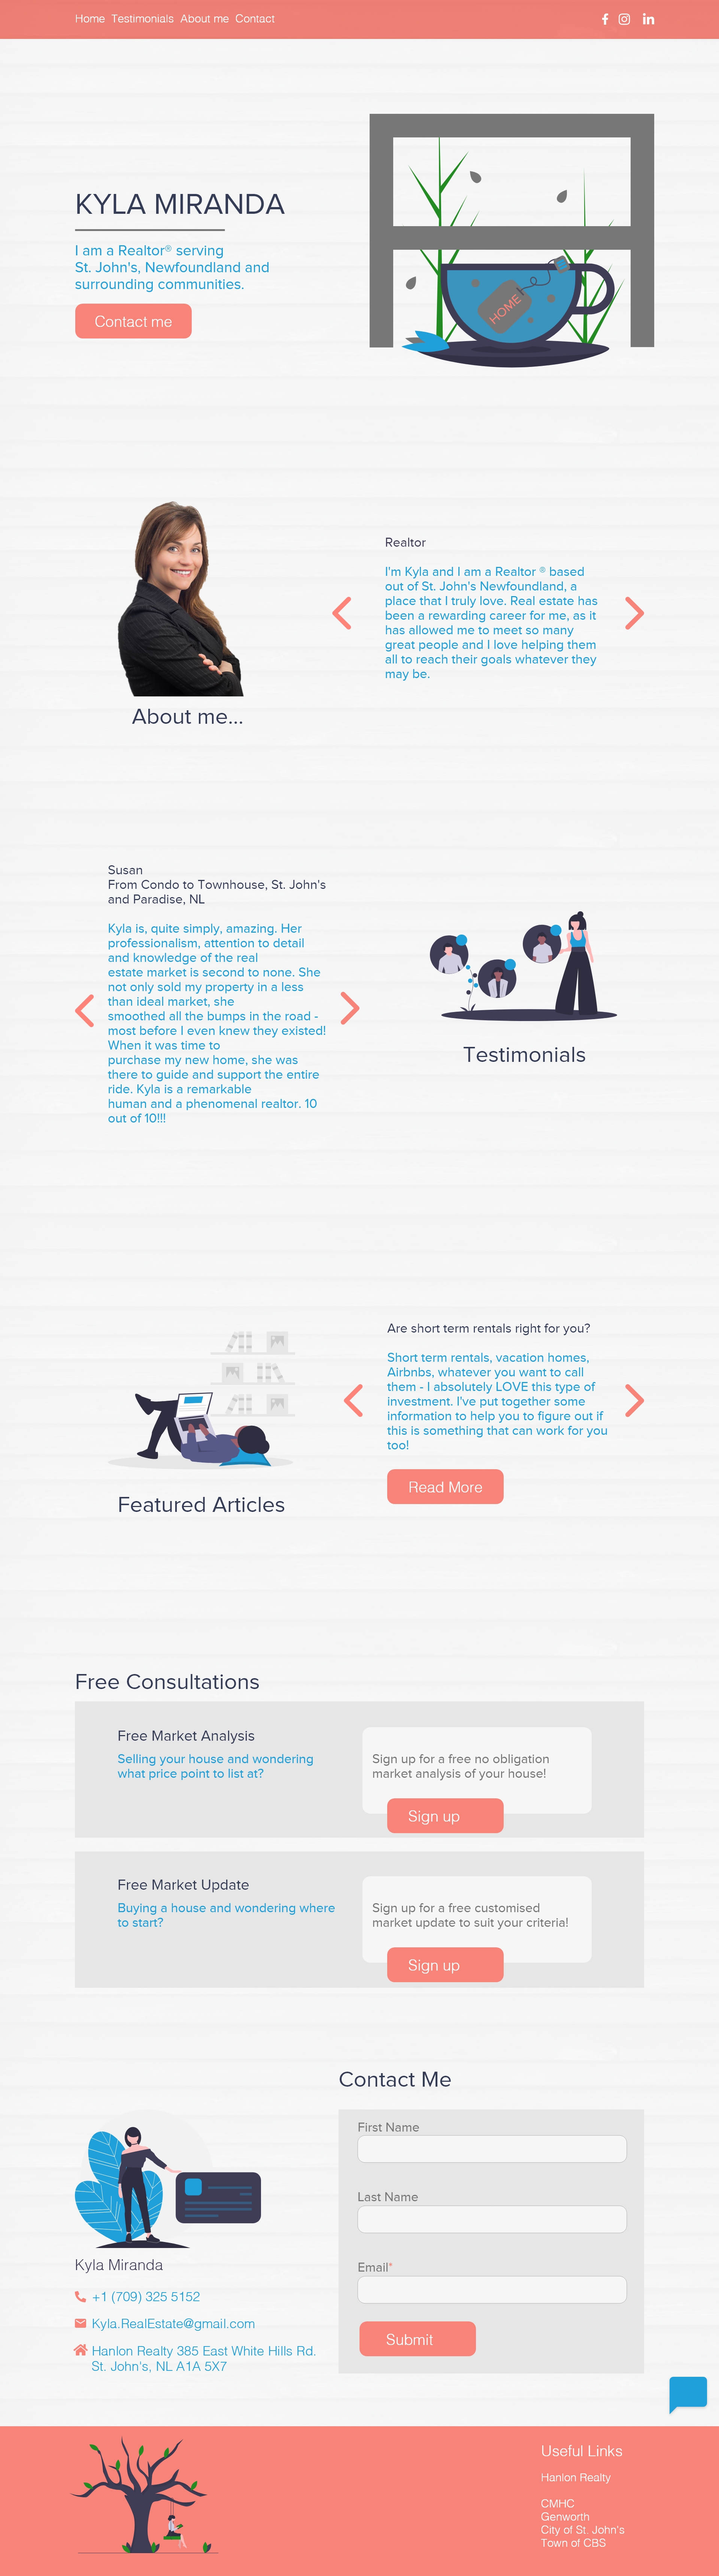 Home Testimonials About me Contact
KYLA MIRANDA
I am a Realtor® serving
St. John's, Newfoundland and
surrounding communities.
Contact me
HOME
Realtor
I'm Kyla and I am a Realtor ® based
out of St. John's Newfoundland, a
place that I truly love. Real estate has
been a rewarding career for me, as it
has allowed me to meet so many
great people and I love helping them
all to reach their goals whatever they
may be.
About me...
Susan
From Condo to Townhouse, St. John's
and Paradise, NL
Kyla is, quite simply, amazing. Her
professionalism, attention to detail
and knowledge of the real
estate market is second to none. She
not only sold my property in a less
than ideal market, she
smoothed all the bumps in the road -
most before I even knew they existed!
When it was time to
purchase my new home, she was
there to guide and support the entire
ride. Kyla is a remarkable
human and a phenomenal realtor. 10
out of 10!!!
Testimonials
Are short term rentals right for you?
Short term rentals, vacation homes,
Airbnbs, whatever you want to call
them - I absolutely LOVE this type of
investment. I've put together some
information to help you to figure out if
this is something that can work for you
too!
Read More
Featured Articles
Free Consultations
Free Market Analysis
Selling your house and wondering
what price point to list at?
Sign up for a free no obligation
market analysis of your house!
Sign up
Free Market Update
Buying a house and wondering where
to start?
Sign up for a free customised
market update to suit your criteria!
Sign up
Contact Me
First Name
Last Name
Email*
Submit
Kyla Miranda
+1 (709) 325 5152
Kyla.RealEstate@gmail.com
Hanlon Realty 385 East White Hills Rd.
St. John's, NL A1A 5X7
Useful Links
Hanlon Realty
CMHC
Genworth
City of St. John's
Town of CBS